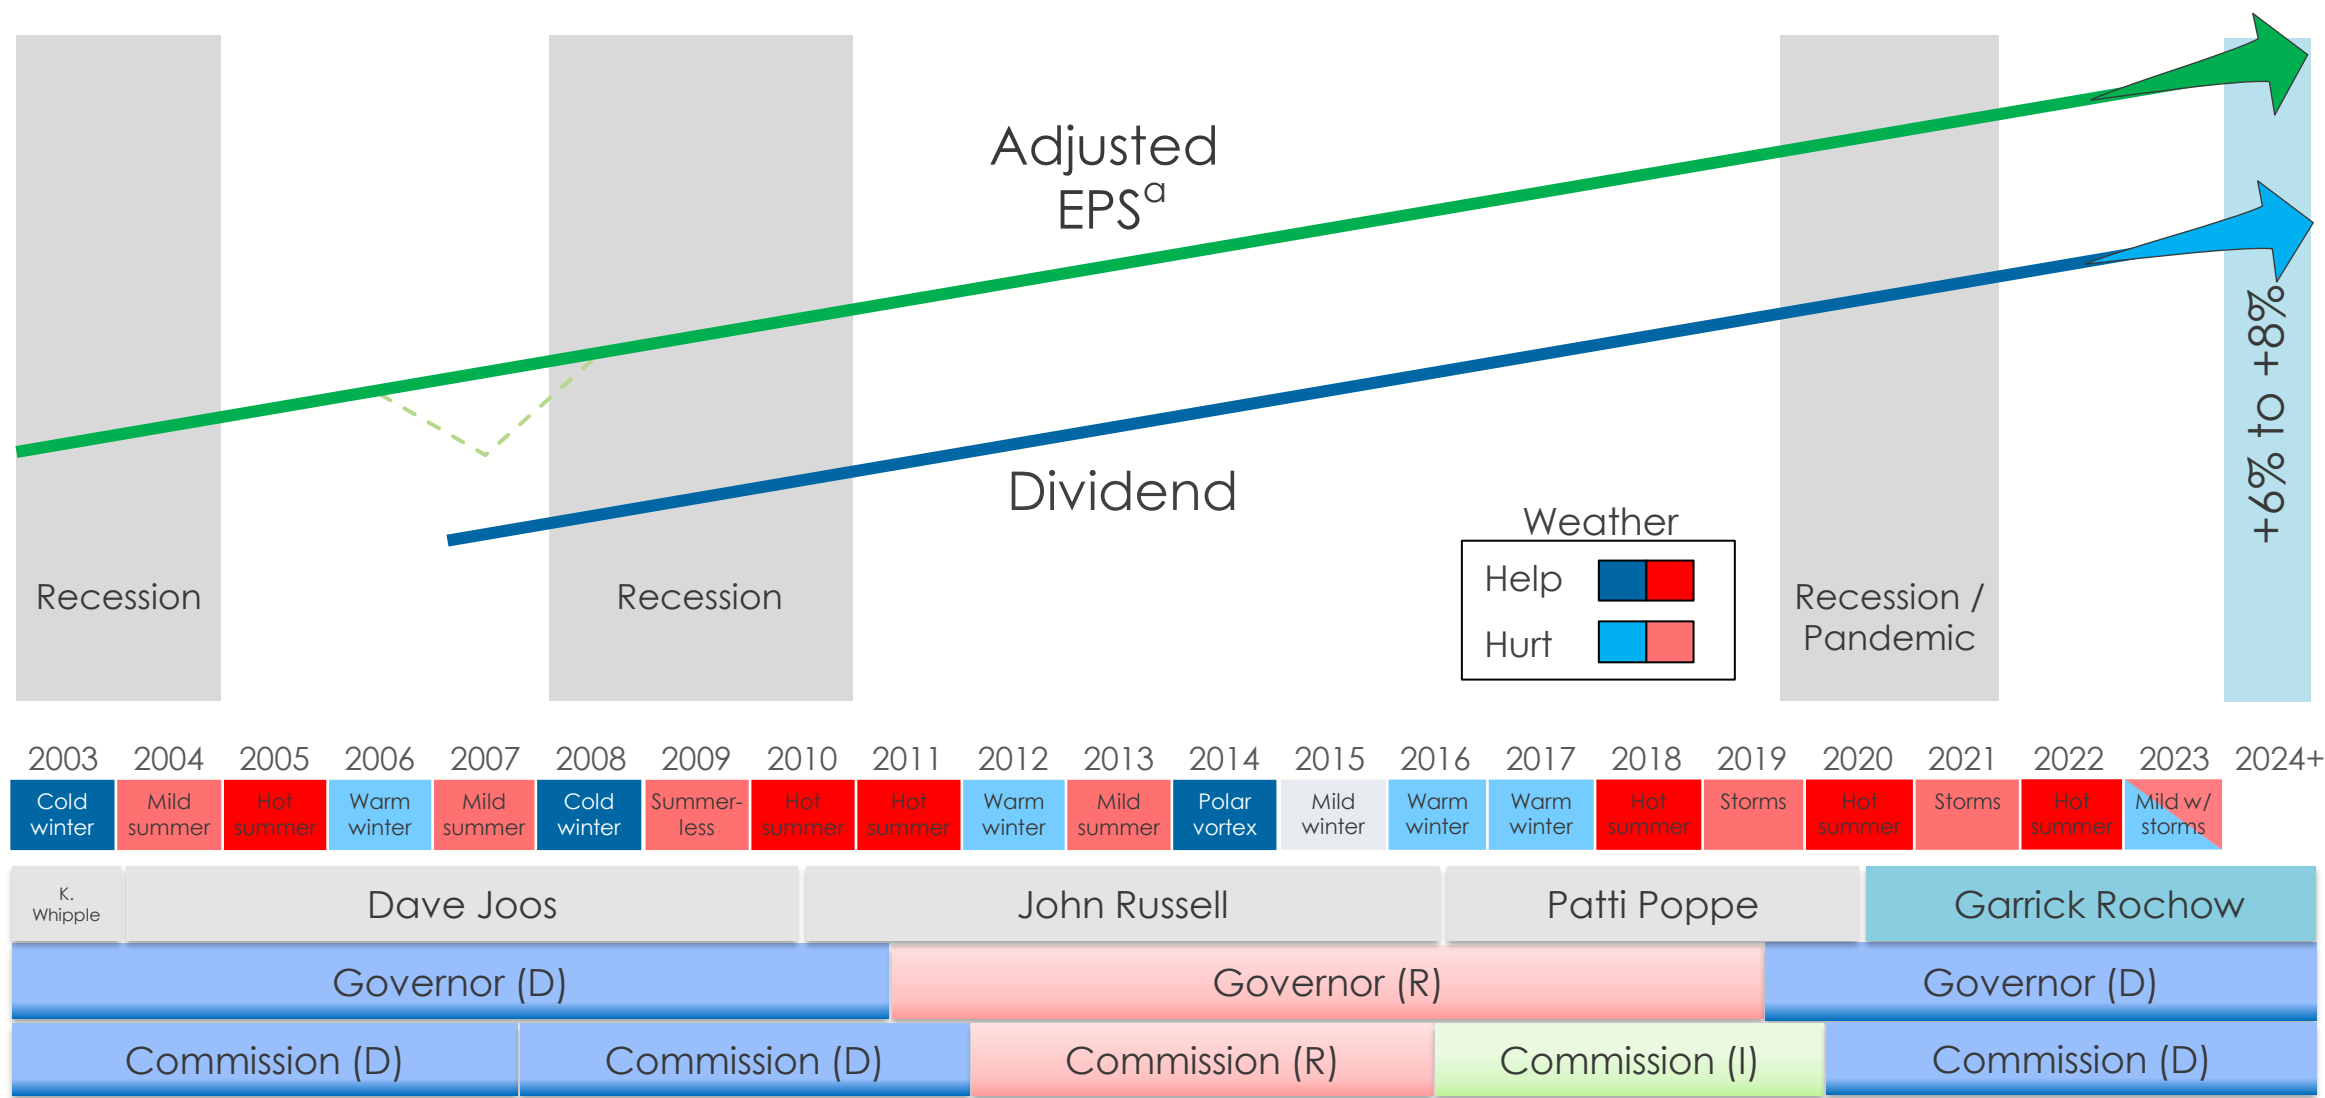 Adjusted
EPSª
Dividend
Weather
Help
Hurt
Recession
Recession
Recession /
Pandemic
+6% to +8%
2003 2004 2005 2006 2007 2008 2009 2010 2011 2012 2013 2014 2015 2016 2017 2018 2019 2020 2021 2022 2023 2024+
Cold
winter
Mild
summer
Hot
summer
Warm
winter
Mild
summer
Cold
winter
Summer-
less
Hot
summer
Hot
summer
Warm
winter
Mild
summer
Polar
vortex
Mild
winter
Warm
winter
Warm
winter
Hot
summer
Storms
Hot
summer
Storms
Hot
summer
Mild w/
storms
K.
Whipple
Dave Joos
John Russell
Patti Poppe
Garrick Rochow
Governor (D)
Governor (R)
Governor (D)
Commission (D)
Commission (D)
Commission (R)
Commission (I)
Commission (D)